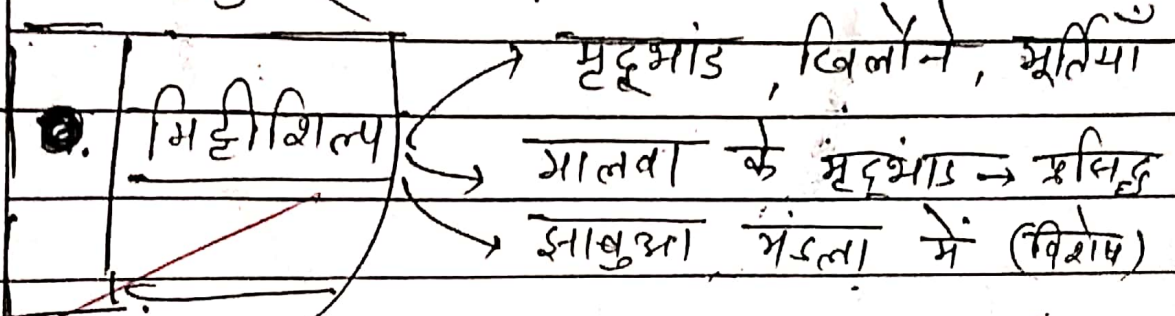 मृदूभांड, खिलौने, मूर्तियाँ
मिट्टीशिल्प
मालवा के मृदूभांड → प्रसिद्ध
झाबुआ मंडला में (विशेष)